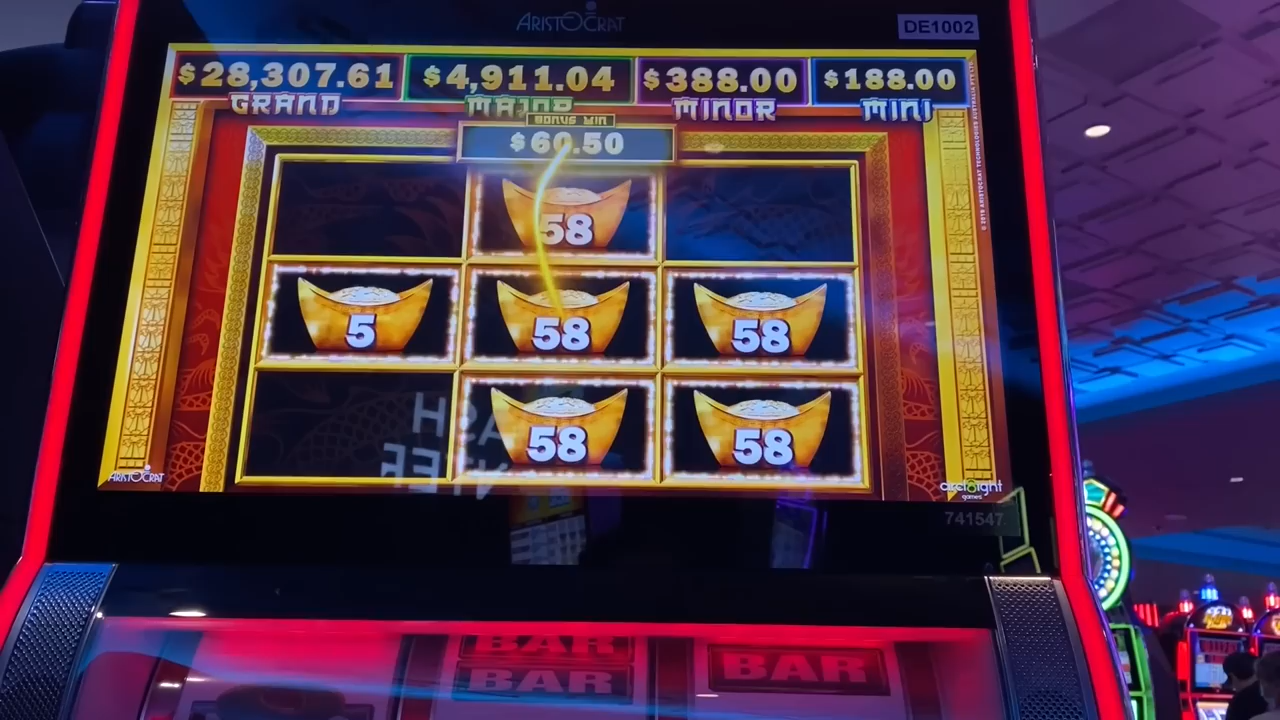 ARISTOCRAT
DE1002
$28,307.61
$4,911.04
$388.00
$188.00
GRAND
MAJOR
MINOR
MINI
BONUS WIN
$60.50
58
5
58
58
58
58
ARISTOCRAT
games
741547
BAR
BAR
BAR